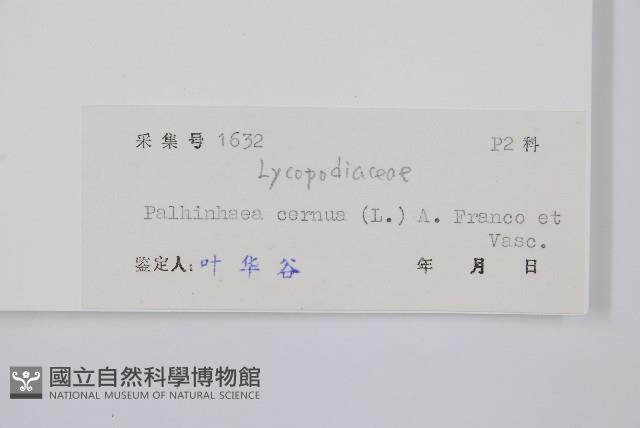 采集号 1632 P2 科
Lycopodiaceae
Palhinhaea cernua (L.) A. Franco et
Vasc.
鉴定人: 叶华谷 年 月 日
國立自然科學博物館
NATIONAL MUSEUM OF NATURAL SCIENCE